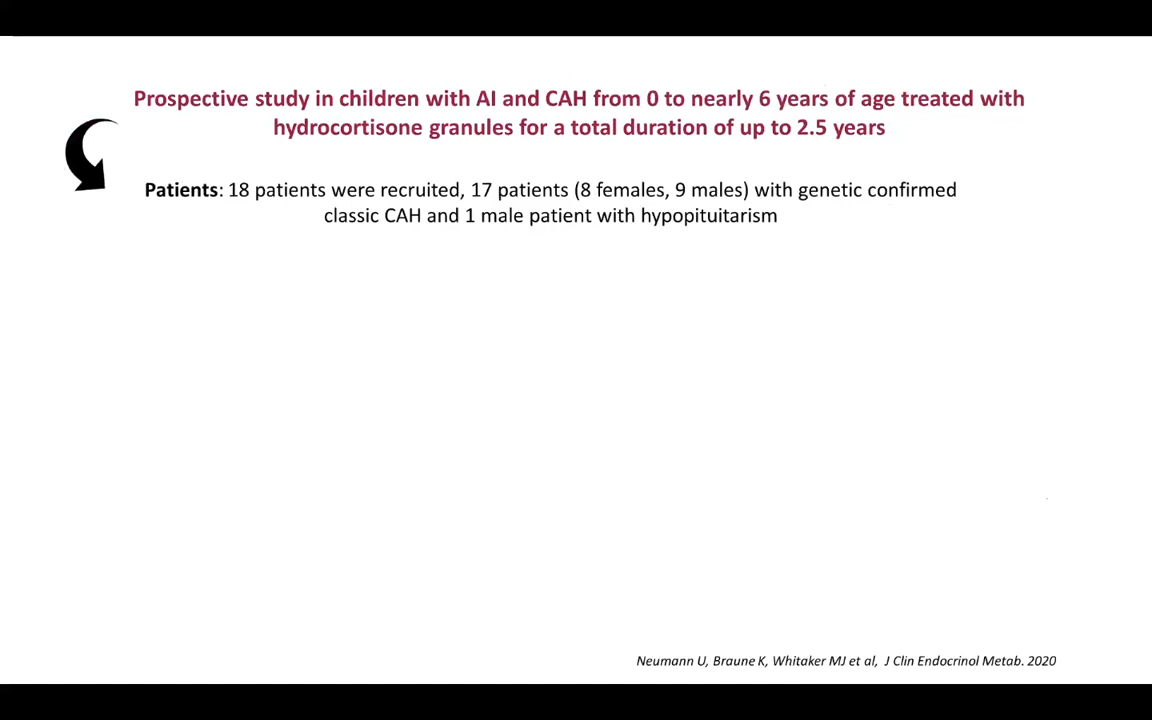 Prospective study in children with AI and CAH from 0 to nearly 6 years of age treated with
hydrocortisone granules for a total duration of up to 2.5 years
Patients: 18 patients were recruited, 17 patients (8 females, 9 males) with genetic confirmed
classic CAH and 1 male patient with hypopituitarism
Neumann U, Braune K, Whitaker MJ et al, J Clin Endocrinol Metab. 2020